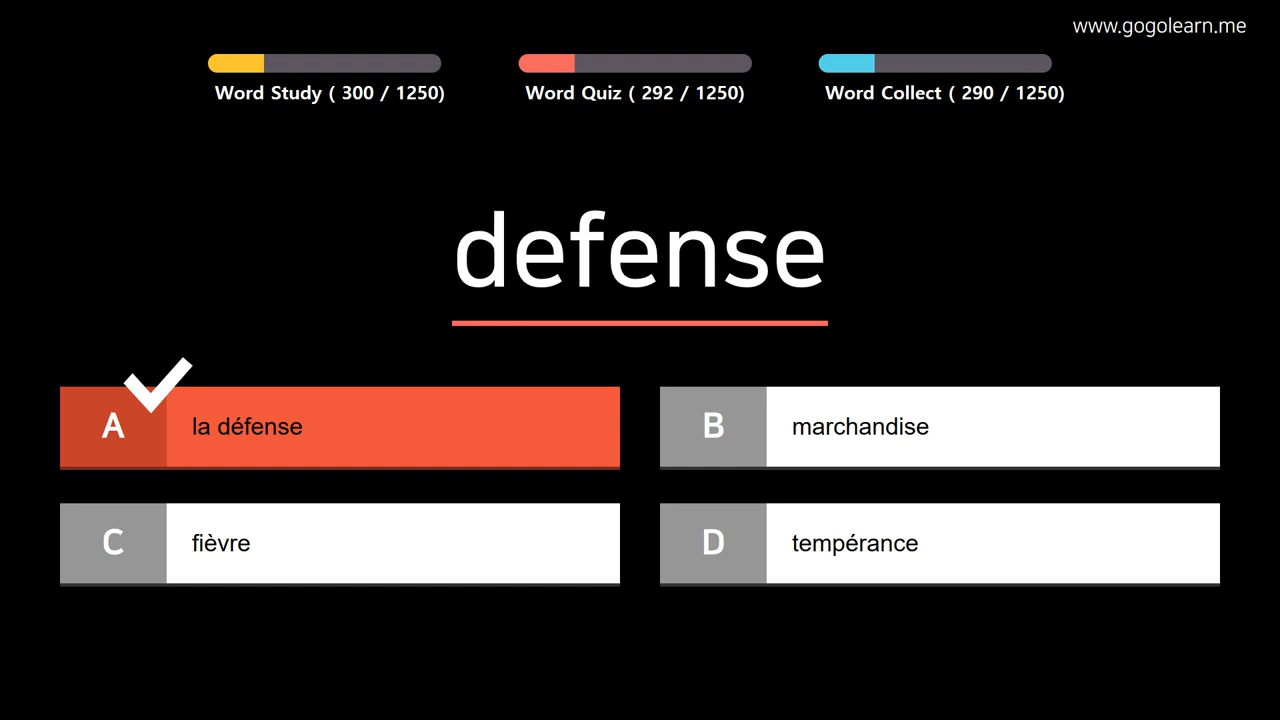 www.gogolearn.me
Word Study ( 300 / 1250)
Word Quiz ( 292 / 1250)
Word Collect ( 290 / 1250)
defense
A la défense
B marchandise
C fièvre
D tempérance